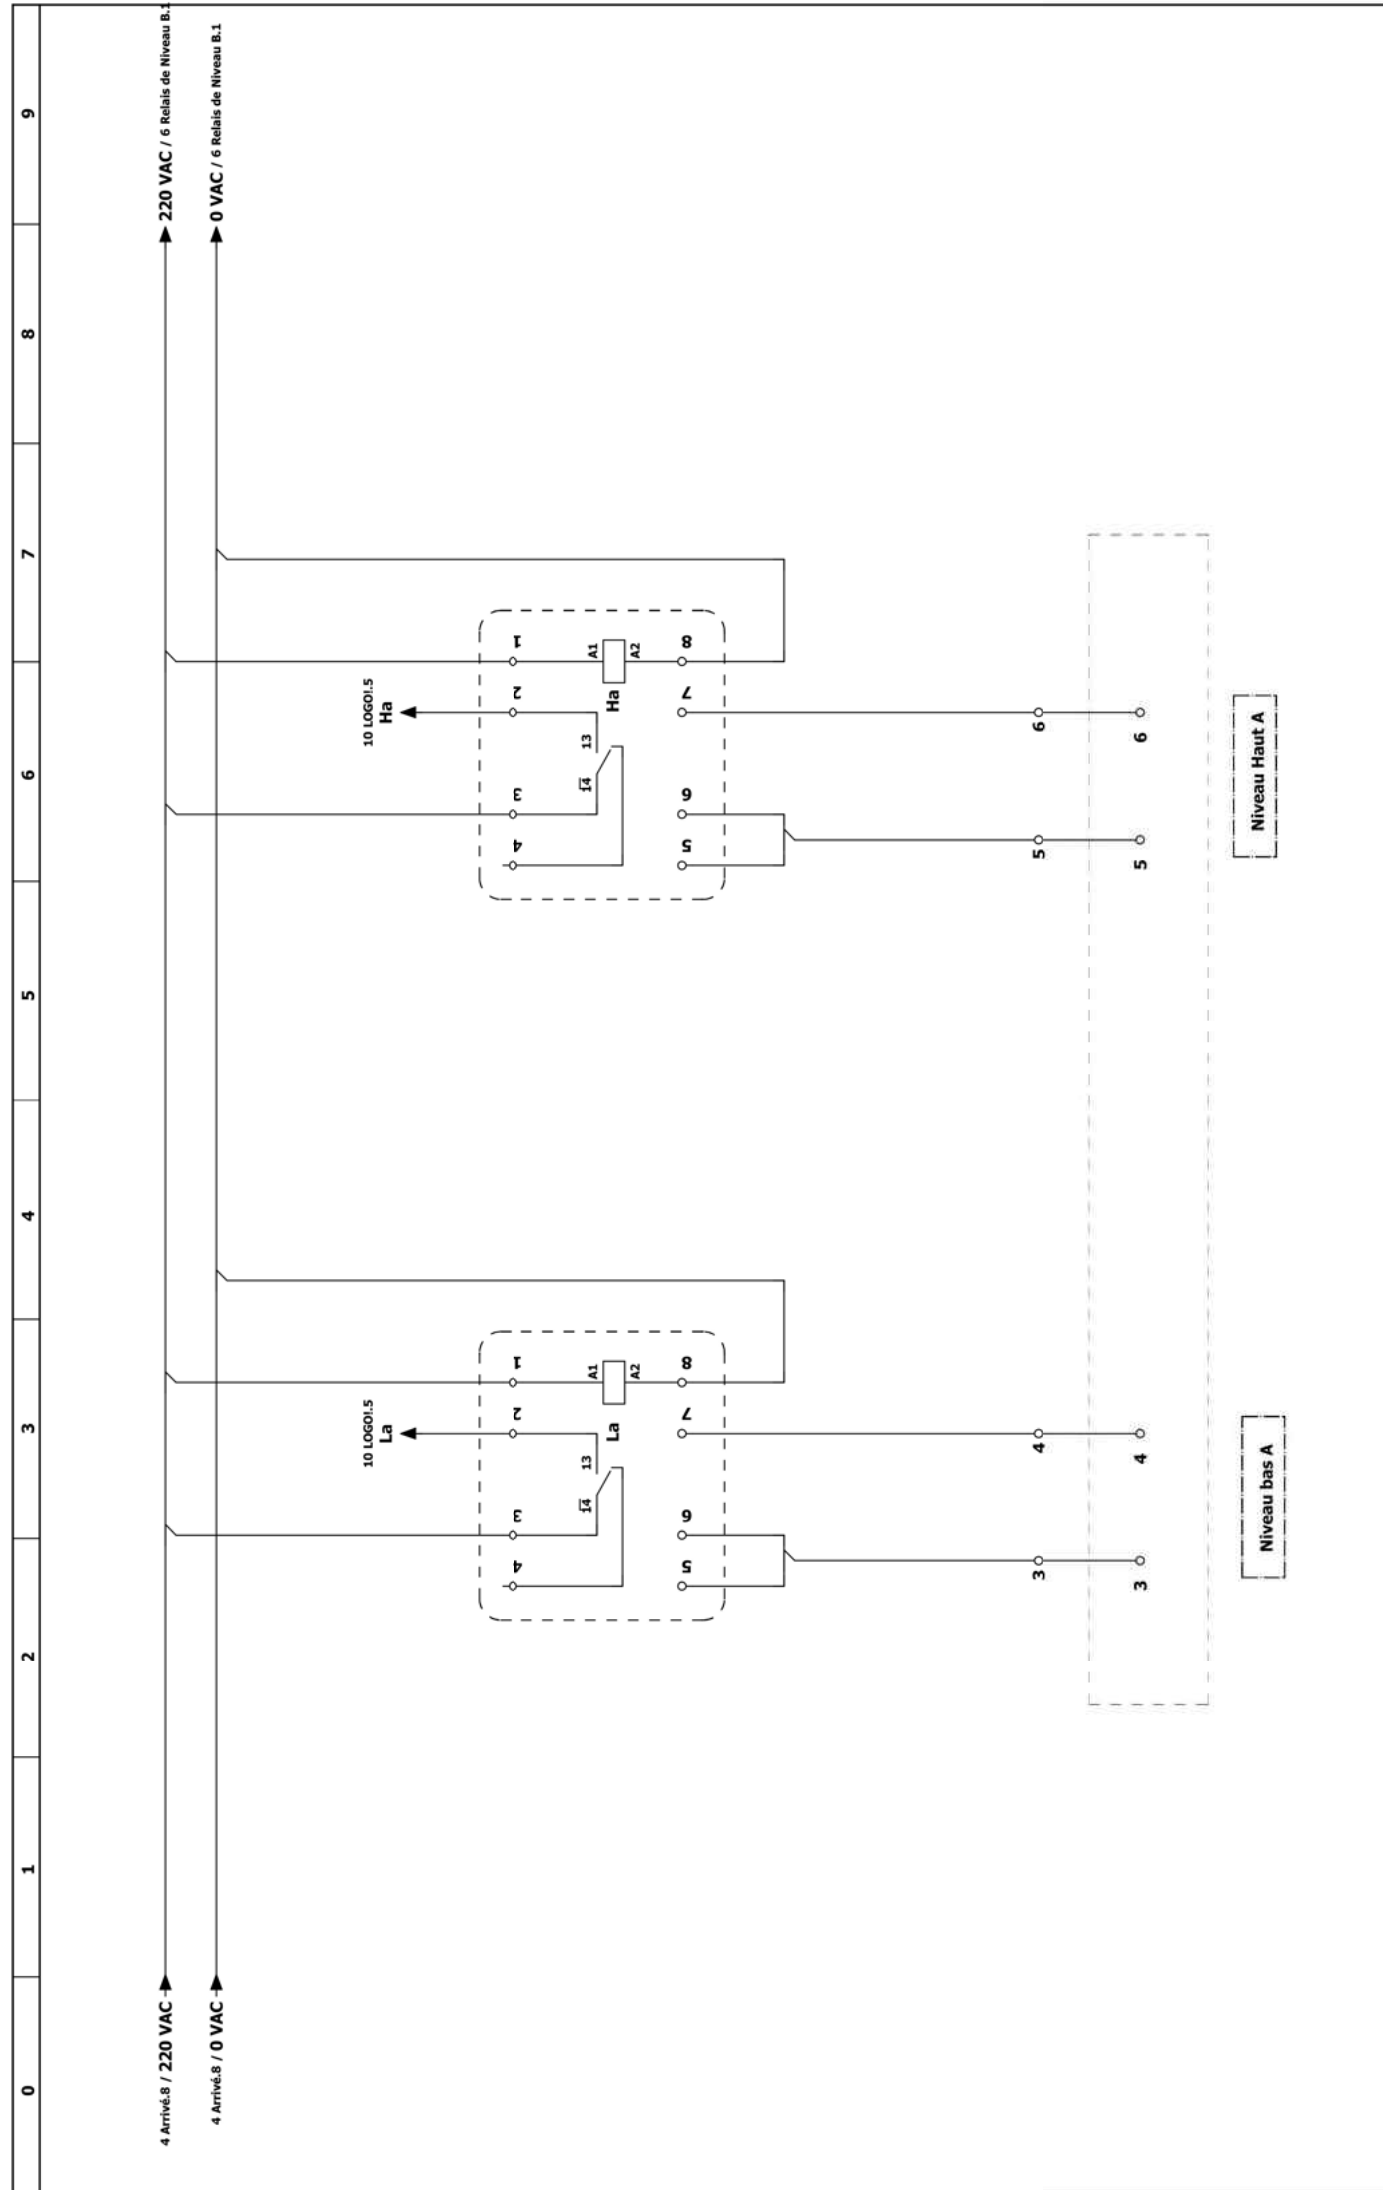 0 1 2 3 4 5 6 7 8 9
4 Arrivé.8 / 220 VAC
220 VAC / 6 Relais de Niveau B.1
4 Arrivé.8 / 0 VAC
0 VAC / 6 Relais de Niveau B.1
10 LOGO!.5
La
10 LOGO!.5
Ha
4 3 2 1
4 3 2 1
14 13 A1
14 13 A1
La
Ha
A2
A2
5 6 7 8
5 6 7 8
3 4 5 6
3 4 5 6
Niveau Haut A
Niveau bas A